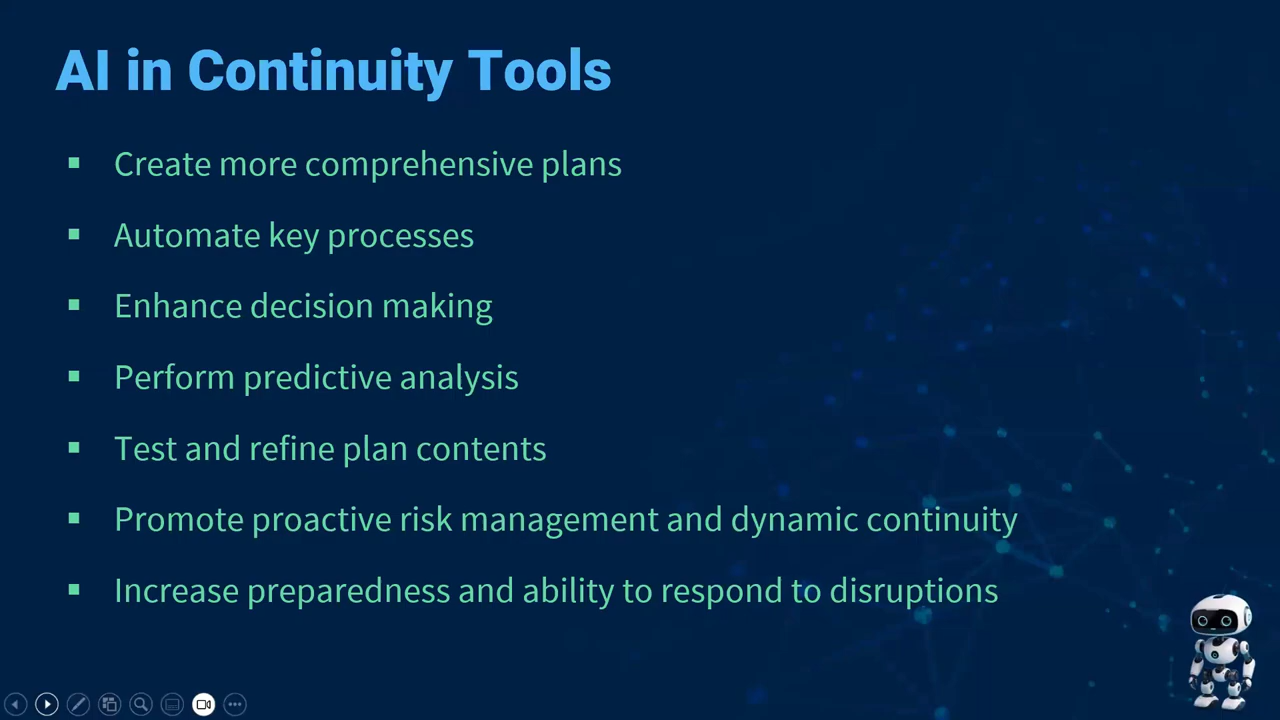 AI in Continuity Tools
▪ Create more comprehensive plans
▪ Automate key processes
▪ Enhance decision making
▪ Perform predictive analysis
▪ Test and refine plan contents
▪ Promote proactive risk management and dynamic continuity
▪ Increase preparedness and ability to respond to disruptions